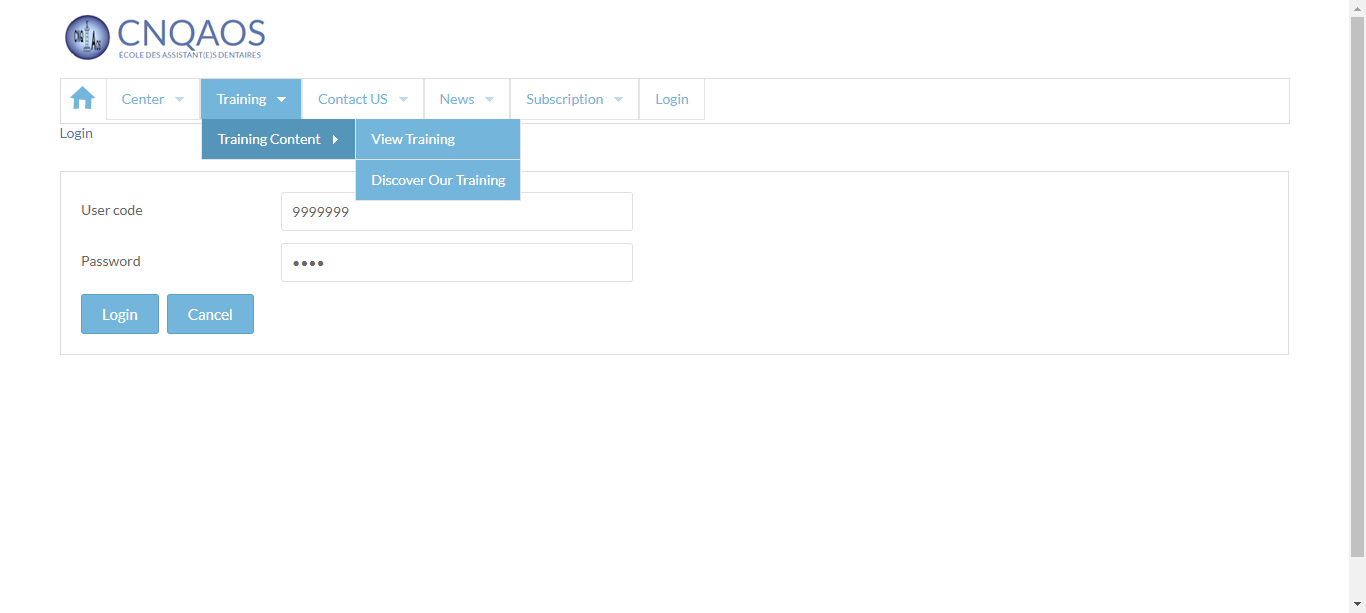 CNQAOS
ÉCOLE DES ASSISTANT(E)S DENTAIRES
Center Training Contact US News Subscription Login
Login
Training Content View Training
Discover Our Training
User code 9999999
Password ••••
Login Cancel